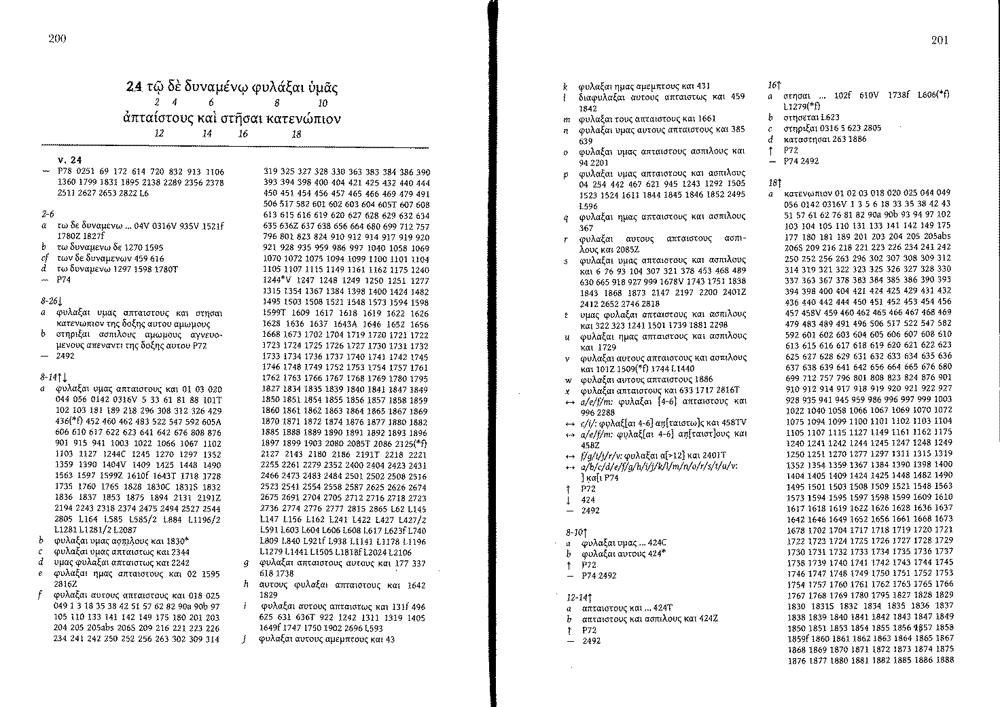 200
24 τῷ δὲ δυναμένῳ φυλάξαι ὑμᾶς
2 4 6 8 10
ἀπταίστους καὶ στῆσαι κατενώπιον
12 14 16 18
v. 24
— P78 0251 69 172 614 720 832 913 1106
1360 1799 1831 1895 2138 2289 2356 2378
2511 2627 2653 2822 L6
2-6
a τω δε δυναμενω ... 04V 0316V 935V 1521f
1780Z 1827f
b τω δυναμενω δε 1270 1595
cf των δε δυναμενων 459 616
d τω δυναμενω 1297 1598 1780T
— P74
8-26↓
a φυλαξαι υμας απταιστους και στησαι
κατενωπιον της δοξης αυτου αμωμους
b στηριξαι ασπιλους αμωμους αγνευο-
μενους απεναντι της δοξης αυτου P72
— 2492
8-14↑↓
a φυλαξαι υμας απταιστους και 01 03 020
044 056 0142 0316V 5 33 61 81 88 101T
102 103 181 189 218 296 308 312 326 429
436(*f) 452 460 462 483 522 547 592 605A
606 610 617 622 623 641 642 676 808 876
901 915 941 1003 1022 1066 1067 1102
1103 1127 1244C 1245 1270 1297 1352
1359 1390 1404V 1409 1425 1448 1490
1563 1597 1599Z 1610f 1643T 1718 1728
1735 1760 1765 1828 1830C 1831S 1832
1836 1837 1853 1875 1894 2131 2191Z
2194 2243 2318 2374 2475 2494 2527 2544
2805 L164 L585 L585/2 L884 L1196/2
L1281 L1281/2 L2087
b φυλαξαι υμας ασπιλους και 1830*
c φυλαξαι υμας απταιστως και 2344
d υμας φυλαξαι απταιστως και 2242
e φυλαξαι ημας απταιστους και 02 1595
2816Z
f φυλαξαι αυτους απταιστους και 018 025
049 1 3 18 35 38 42 51 57 62 82 90a 90b 97
105 110 133 141 142 149 175 180 201 203
204 205 205abs 206S 209 216 221 223 226
234 241 242 250 252 256 263 302 309 314
319 325 327 328 330 363 383 384 386 390
393 394 398 400 404 421 425 432 440 444
450 451 454 456 457 465 466 469 479 491
506 517 582 601 602 603 604 605T 607 608
613 615 616 619 620 627 628 629 632 634
635 636Z 637 638 656 664 680 699 712 757
796 801 823 824 910 912 914 917 919 920
921 928 935 959 986 997 1040 1058 1069
1070 1072 1075 1094 1099 1100 1101 1104
1105 1107 1115 1149 1161 1162 1175 1240
1244*V 1247 1248 1249 1250 1251 1277
1315 1354 1367 1384 1398 1400 1424 1482
1495 1503 1508 1521 1548 1573 1594 1598
1599T 1609 1617 1618 1619 1622 1626
1628 1636 1637 1643A 1646 1652 1656
1668 1673 1702 1704 1719 1720 1721 1722
1723 1724 1725 1726 1727 1730 1731 1732
1733 1734 1736 1737 1740 1741 1742 1745
1746 1748 1749 1752 1753 1754 1757 1761
1762 1763 1766 1767 1768 1769 1780 1795
1827 1834 1835 1839 1840 1841 1847 1849
1850 1851 1854 1855 1856 1857 1858 1859
1860 1861 1862 1863 1864 1865 1867 1869
1870 1871 1872 1874 1876 1877 1880 1882
1885 1888 1889 1890 1891 1892 1893 1896
1897 1899 1903 2080 2085T 2086 2125(*f)
2127 2143 2180 2186 2191T 2218 2221
2255 2261 2279 2352 2400 2404 2423 2431
2466 2473 2483 2484 2501 2502 2508 2516
2523 2541 2554 2558 2587 2625 2626 2674
2675 2691 2704 2705 2712 2716 2718 2723
2736 2774 2776 2777 2815 2865 L62 L145
L147 L156 L162 L241 L422 L427 L427/2
L591 L603 L604 L606 L608 L617 L623f L740
L809 L840 L921f L938 L1141 L1178 L1196
L1279 L1441 L1505 L1818f L2024 L2106
g φυλαξαι απταιστους αυτους και 177 337
618 1738
h αυτους φυλαξαι απταιστους και 1642
1829
i φυλαξαι αυτους απταιστως και 131f 496
625 631 636T 922 1242 1311 1319 1405
1649f 1747 1750 1902 2696 L593
j φυλαξαι αυτους αμεμπτους και 43
201
k φυλαξαι ημας αμεμπτους και 431
l διαφυλαξαι αυτους απταιστως και 459
1842
m φυλαξαι τους απταιστους και 1661
n φυλαξαι υμας αυτους απταιστους και 385
639
o φυλαξαι υμας απταιστους ασπιλους και
94 2201
p φυλαξαι υμας απταιστους και ασπιλους
04 254 442 467 621 945 1243 1292 1505
1523 1524 1611 1844 1845 1846 1852 2495
L596
q φυλαξαι ημας απταιστους και ασπιλους
367
r φυλαξαι αυτους απταιστους ασπι-
λους και 2085Z
s φυλαξαι υμας απταιστους και ασπιλους
και 6 76 93 104 307 321 378 453 468 489
630 665 918 927 999 1678V 1743 1751 1838
1843 1868 1873 2147 2197 2200 2401Z
2412 2652 2746 2818
t υμας φυλαξαι απταιστους και ασπιλους
και 322 323 1241 1501 1739 1881 2298
u φυλαξαι ημας απταιστους και ασπιλους
και 1729
v φυλαξαι αυτους απταιστους και ασπιλους
και 101Z 1509(*f) 1744 L1440
w φυλαξαι αυτους απταιστους 1886
x φυλαξαι απταιστους και 633 1717 2816T
↔ a/e/f/m: φυλαξαι [4-6] απταιστους και
996 2288
↔ c/i/: φυλαξ[αι 4-6] απ[ταιστω]ς και 458TV
↔ a/e/f/m: φυλαξ[αι 4-6] απ[ταιστ]ους και
458Z
↔ f/g/i/j/r/v: φυλαξαι α[>12] και 2401T
↔ a/b/c/d/e/f/g/h/i/j/k/l/m/n/o/r/s/t/u/v:
] κα[ι P74
↑ P72
↓ 424
— 2492
8-10↑
a φυλαξαι υμας ... 424C
b φυλαξαι αυτους 424*
↑ P72
— P74 2492
12-14↑
a απταιστους και ... 424T
b απταιστους και ασπιλους και 424Z
↑ P72
— 2492
16↑
a στησαι ... 102f 610V 1738f L606(*f)
L1279(*f)
b στησεται L623
c στηριξαι 0316 5 623 2805
d καταστησαι 263 1886
↑ P72
— P74 2492
18↑
a κατενωπιον 01 02 03 018 020 025 044 049
056 0142 0316V 1 3 5 6 18 33 35 38 42 43
51 57 61 62 76 81 82 90a 90b 93 94 97 102
103 104 105 110 131 133 141 142 149 175
177 180 181 189 201 203 204 205 205abs
206S 209 216 218 221 223 226 234 241 242
250 252 256 263 296 302 307 308 309 312
314 319 321 322 323 325 326 327 328 330
337 363 367 378 383 384 385 386 390 393
394 398 400 404 421 424 425 429 431 432
436 440 442 444 450 451 452 453 454 456
457 458V 459 460 462 465 466 467 468 469
479 483 489 491 496 506 517 522 547 582
592 601 602 603 604 605 606 607 608 610
613 615 616 617 618 619 620 621 622 623
625 627 628 629 631 632 633 634 635 636
637 638 639 641 642 656 664 665 676 680
699 712 757 796 801 808 823 824 876 901
910 912 914 917 918 919 920 921 922 927
928 935 941 945 959 986 996 997 999 1003
1022 1040 1058 1066 1067 1069 1070 1072
1075 1094 1099 1100 1101 1102 1103 1104
1105 1107 1115 1127 1149 1161 1162 1175
1240 1241 1242 1244 1245 1247 1248 1249
1250 1251 1270 1277 1297 1311 1315 1319
1352 1354 1359 1367 1384 1390 1398 1400
1404 1405 1409 1424 1425 1448 1482 1490
1495 1501 1503 1508 1509 1521 1548 1563
1573 1594 1595 1597 1598 1599 1609 1610
1617 1618 1619 1622 1626 1628 1636 1637
1642 1646 1649 1652 1656 1661 1668 1673
1678 1702 1704 1717 1718 1719 1720 1721
1722 1723 1724 1725 1726 1727 1728 1729
1730 1731 1732 1733 1734 1735 1736 1737
1738 1739 1740 1741 1742 1743 1744 1745
1746 1747 1748 1749 1750 1751 1752 1753
1754 1757 1760 1761 1762 1763 1765 1766
1767 1768 1769 1780 1795 1827 1828 1829
1830 1831S 1832 1834 1835 1836 1837
1838 1839 1840 1841 1842 1843 1847 1849
1850 1851 1853 1854 1855 1856 1857 1858
1859f 1860 1861 1862 1863 1864 1865 1867
1868 1869 1870 1871 1872 1873 1874 1875
1876 1877 1880 1881 1882 1885 1886 1888